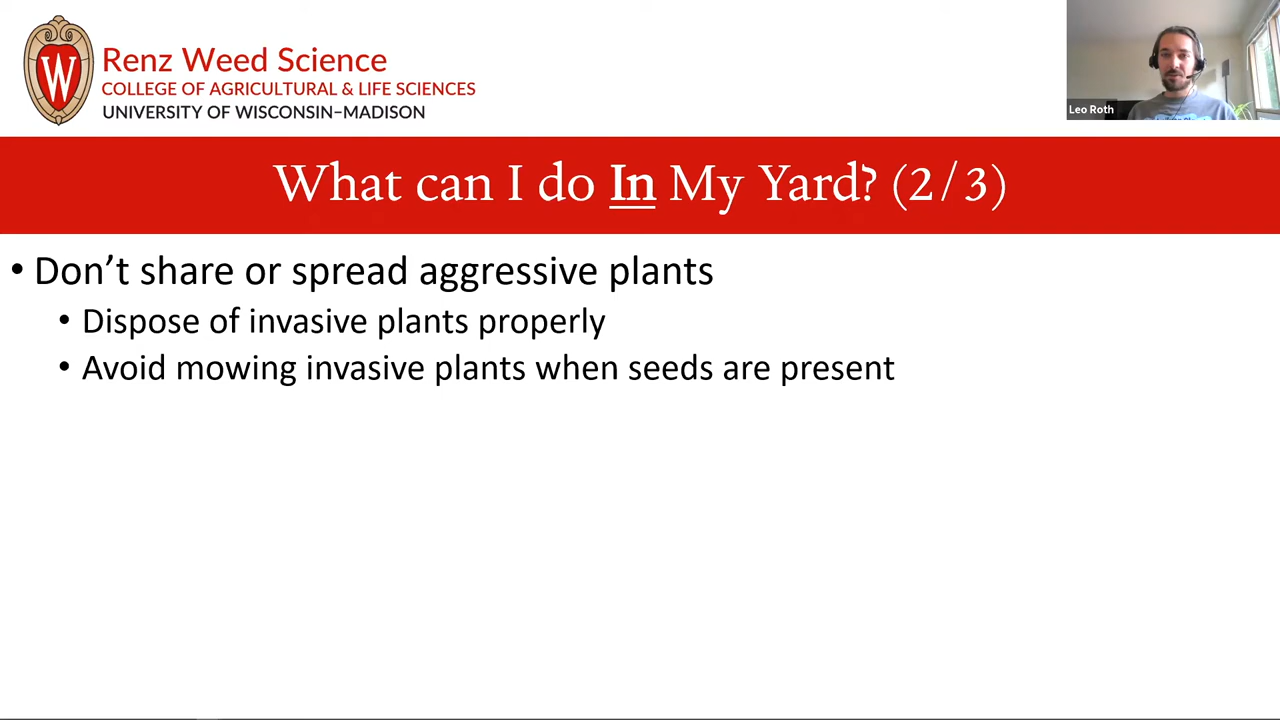 W
Renz Weed Science
COLLEGE OF AGRICULTURAL & LIFE SCIENCES
UNIVERSITY OF WISCONSIN–MADISON
Leo Roth
What can I do In My Yard? (2/3)
• Don’t share or spread aggressive plants
• Dispose of invasive plants properly
• Avoid mowing invasive plants when seeds are present